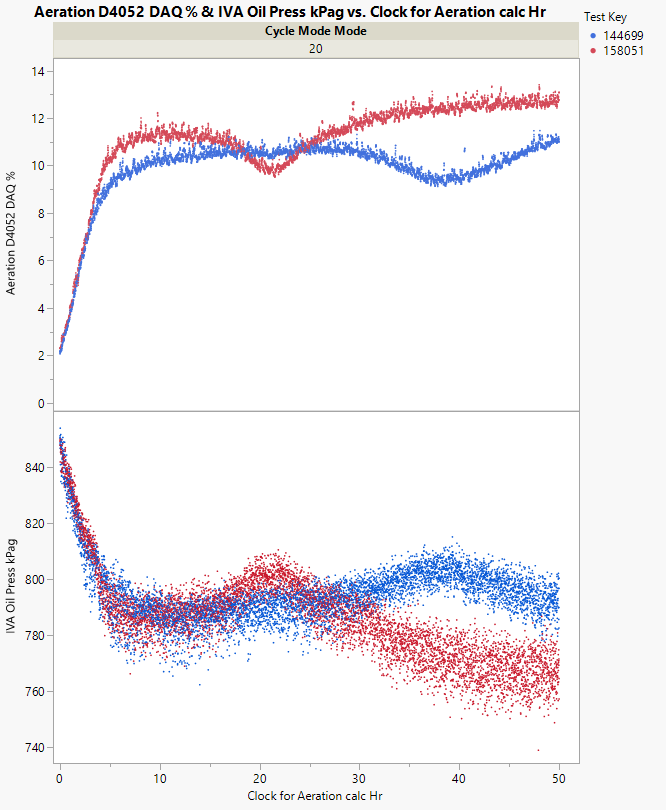 Aeration D4052 DAQ % & IVA Oil Press kPag vs. Clock for Aeration calc Hr
Cycle Mode Mode
20
Test Key
144699
158051
Aeration D4052 DAQ %
14
12
10
8
6
4
2
0
IVA Oil Press kPag
840
820
800
780
760
740
0 10 20 30 40 50
Clock for Aeration calc Hr